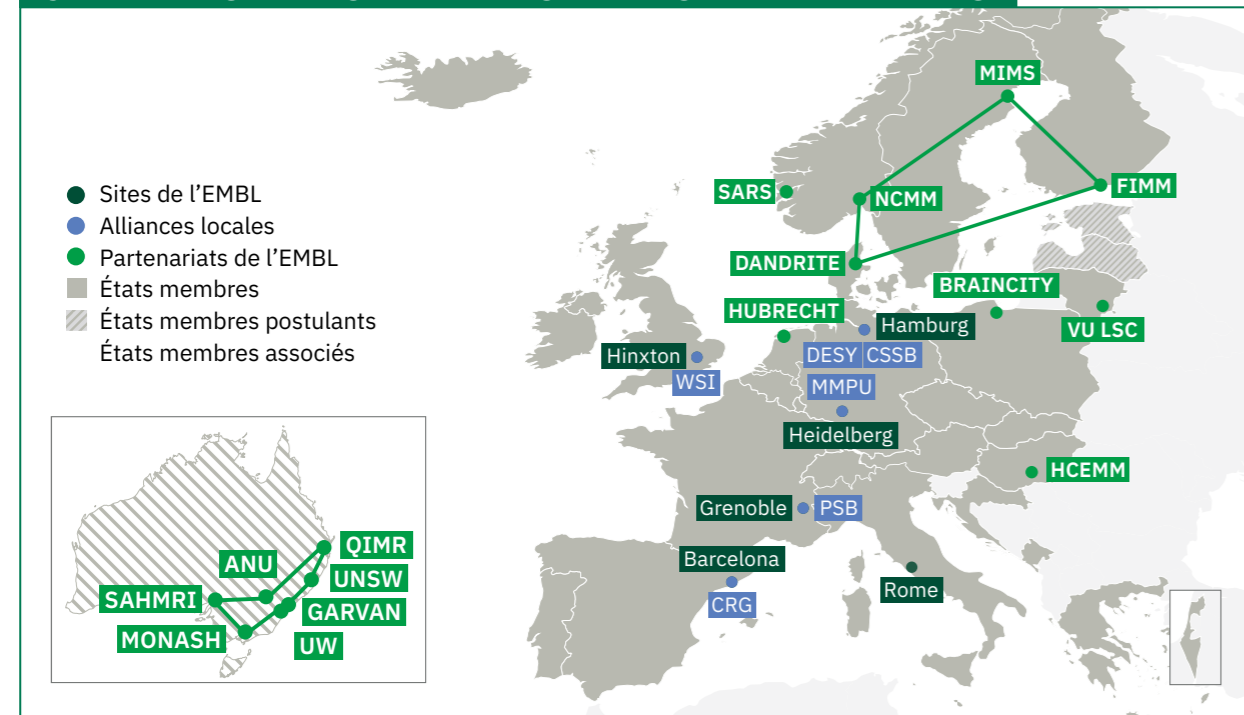 Sites de l’EMBL
Alliances locales
Partenariats de l’EMBL
États membres
États membres postulants
États membres associés
MIMS
SARS
NCMM
FIMM
DANDRITE
BRAINCITY
HUBRECHT
Hamburg
VU LSC
Hinxton
DESY
CSSB
WSI
MMPU
Heidelberg
HCEMM
Grenoble
PSB
Barcelona
Rome
CRG
QIMR
ANU
UNSW
SAHMRI
GARVAN
MONASH
UW